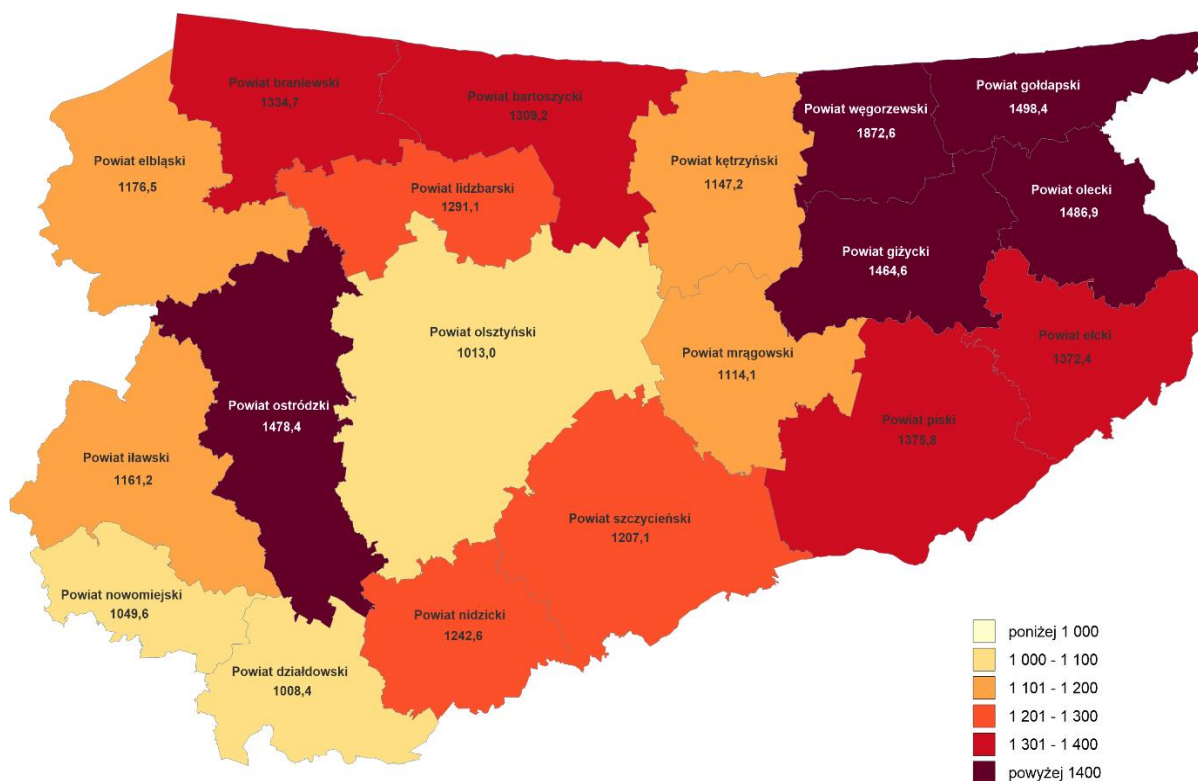 Powiat braniewski
1334,7
Powiat bartoszycki
1309,2
Powiat węgorzewski
1872,6
Powiat gołdapski
1498,4
Powiat elbląski
1176,5
Powiat lidzbarski
1291,1
Powiat kętrzyński
1147,2
Powiat olecki
1486,9
Powiat giżycki
1464,6
Powiat olsztyński
1013,0
Powiat mrągowski
1114,1
Powiat ełcki
1372,4
Powiat ostródzki
1478,4
Powiat piski
1375,8
Powiat iławski
1161,2
Powiat szczycieński
1207,1
Powiat nowomiejski
1049,6
Powiat nidzicki
1242,6
Powiat działdowski
1008,4
poniżej 1 000
1 000 - 1 100
1 101 - 1 200
1 201 - 1 300
1 301 - 1 400
powyżej 1400